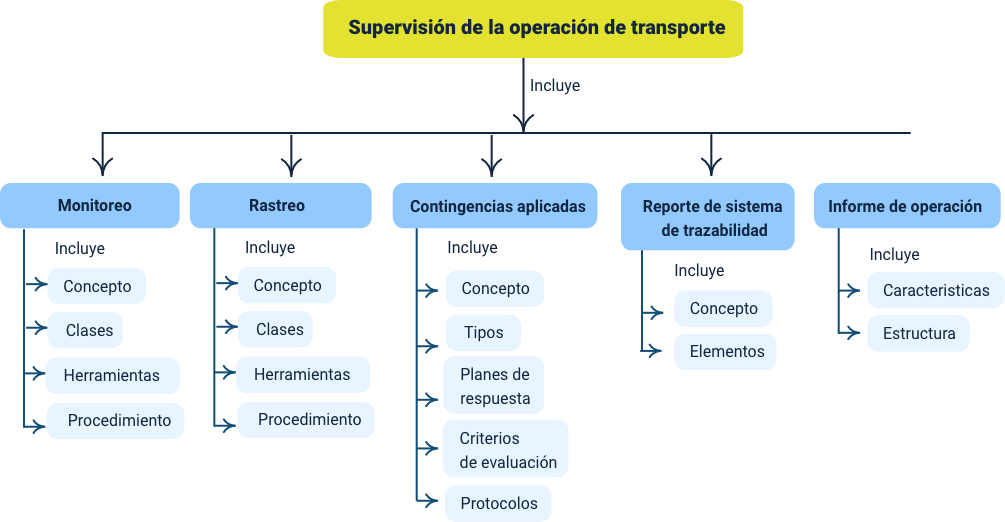 Supervisión de la operación de transporte
Incluye
Monitoreo
Incluye
Concepto
Clases
Herramientas
Procedimiento
Rastreo
Incluye
Concepto
Clases
Herramientas
Procedimiento
Contingencias aplicadas
Incluye
Concepto
Tipos
Planes de
respuesta
Criterios
de evaluación
Protocolos
Reporte de sistema
de trazabilidad
Incluye
Concepto
Elementos
Informe de operación
Incluye
Caracteristicas
Estructura